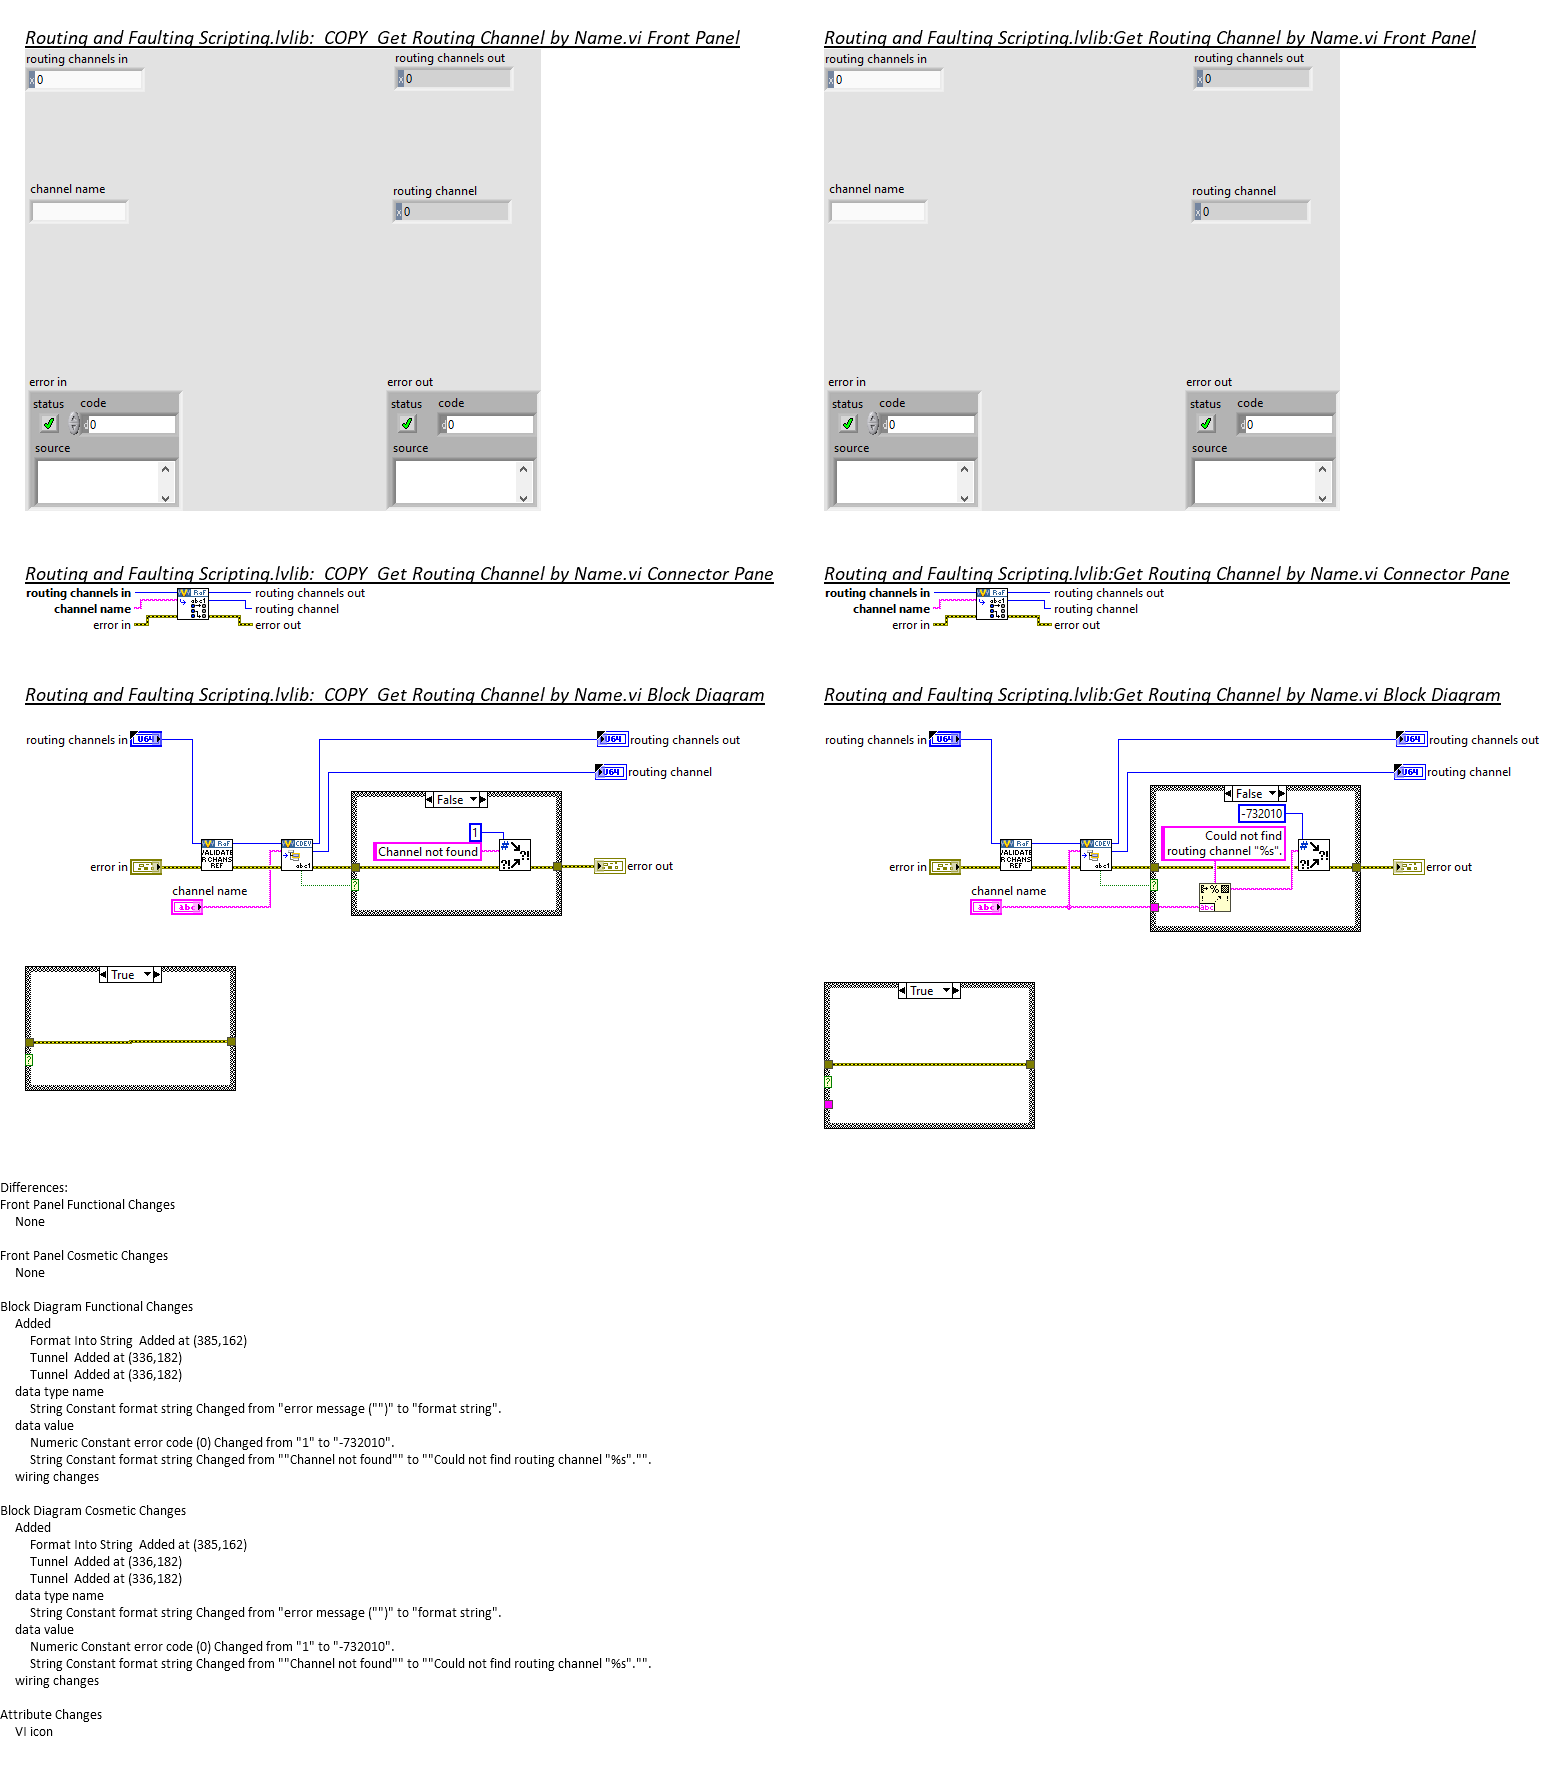 Routing and Faulting Scripting.lvlib:  COPY  Get Routing Channel by Name.vi Front Panel
routing channels in
routing channels out
0
0
channel name
routing channel
0
error in
error out
status code
status code
0
0
source
source
Routing and Faulting Scripting.lvlib:Get Routing Channel by Name.vi Front Panel
routing channels in
routing channels out
0
0
channel name
routing channel
0
error in
error out
status code
status code
0
0
source
source
Routing and Faulting Scripting.lvlib:  COPY  Get Routing Channel by Name.vi Connector Pane
routing channels in
RaF
routing channels out
channel name
abc1
routing channel
error in
error out
Routing and Faulting Scripting.lvlib:Get Routing Channel by Name.vi Connector Pane
routing channels in
RaF
routing channels out
channel name
abc1
routing channel
error in
error out
Routing and Faulting Scripting.lvlib:  COPY  Get Routing Channel by Name.vi Block Diagram
routing channels in
U64
U64
routing channels out
U64
routing channel
False
1
Channel not found
RaF
VALIDATE
R CHANS
REF
CDEV
abc1
error in
error out
?
channel name
abc
True
?
Routing and Faulting Scripting.lvlib:Get Routing Channel by Name.vi Block Diagram
routing channels in
U64
U64
routing channels out
U64
routing channel
False
-732010
Could not find
routing channel "%s".
RaF
VALIDATE
R CHANS
REF
CDEV
abc1
error in
error out
?
channel name
abc
%
abc
True
?
Differences:
Front Panel Functional Changes
None
Front Panel Cosmetic Changes
None
Block Diagram Functional Changes
Added
Format Into String  Added at (385,162)
Tunnel  Added at (336,182)
Tunnel  Added at (336,182)
data type name
String Constant format string Changed from "error message ("")" to "format string".
data value
Numeric Constant error code (0) Changed from "1" to "-732010".
String Constant format string Changed from ""Channel not found"" to ""Could not find routing channel "%s"."".
wiring changes
Block Diagram Cosmetic Changes
Added
Format Into String  Added at (385,162)
Tunnel  Added at (336,182)
Tunnel  Added at (336,182)
data type name
String Constant format string Changed from "error message ("")" to "format string".
data value
Numeric Constant error code (0) Changed from "1" to "-732010".
String Constant format string Changed from ""Channel not found"" to ""Could not find routing channel "%s"."".
wiring changes
Attribute Changes
VI icon